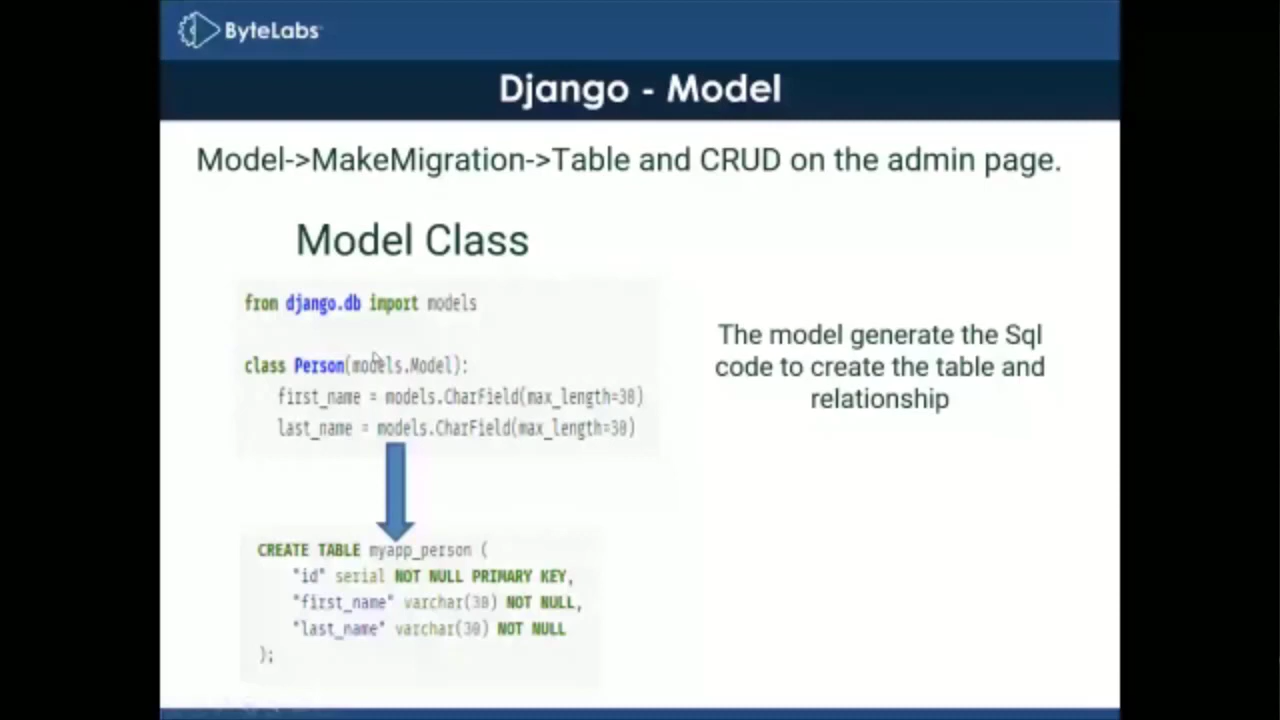 ByteLabs
Django - Model
Model->MakeMigration->Table and CRUD on the admin page.
Model Class
from django.db import models
class Person(models.Model):
first_name = models.CharField(max_length=30)
last_name = models.CharField(max_length=30)
The model generate the Sql
code to create the table and
relationship
CREATE TABLE myapp_person (
"id" serial NOT NULL PRIMARY KEY,
"first_name" varchar(30) NOT NULL,
"last_name" varchar(30) NOT NULL
);